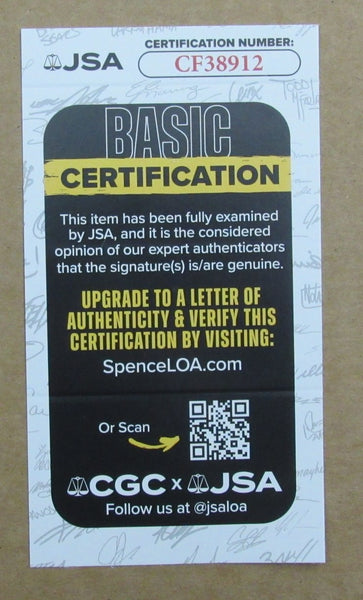 JSA
CERTIFICATION NUMBER:
CF38912
BASIC
CERTIFICATION
This item has been fully examined
by JSA, and it is the considered
opinion of our expert authenticators
that the signature(s) is/are genuine.
UPGRADE TO A LETTER OF
AUTHENTICITY & VERIFY THIS
CERTIFICATION BY VISITING:
SpenceLOA.com
Or Scan
CGC x JSA
Follow us at @jsaloa